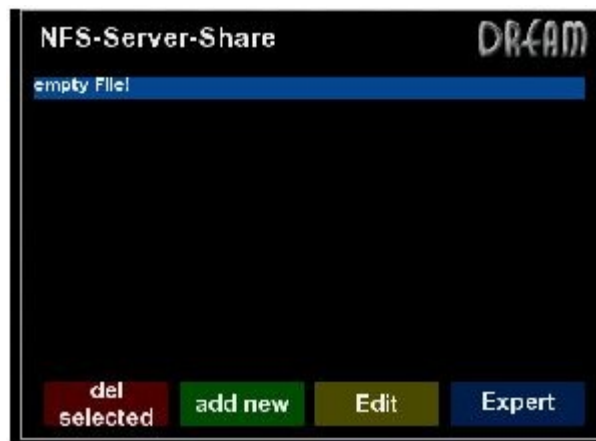 NFS-Server-Share
DREAM
empty File!
del
selected
add new
Edit
Expert